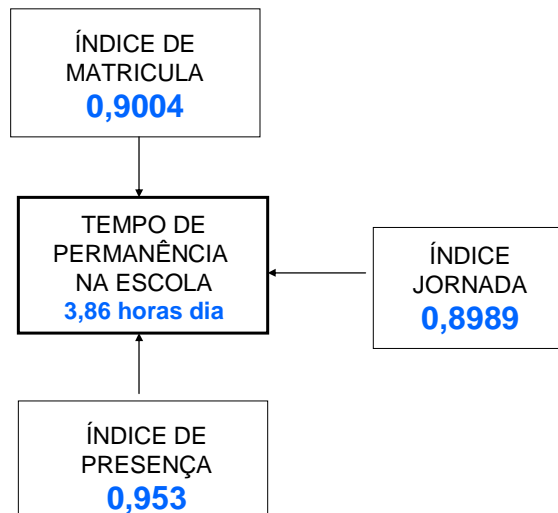 ÍNDICE DE
MATRICULA
0,9004
TEMPO DE
PERMANÊNCIA
NA ESCOLA
3,86 horas dia
ÍNDICE
JORNADA
0,8989
ÍNDICE DE
PRESENÇA
0,953